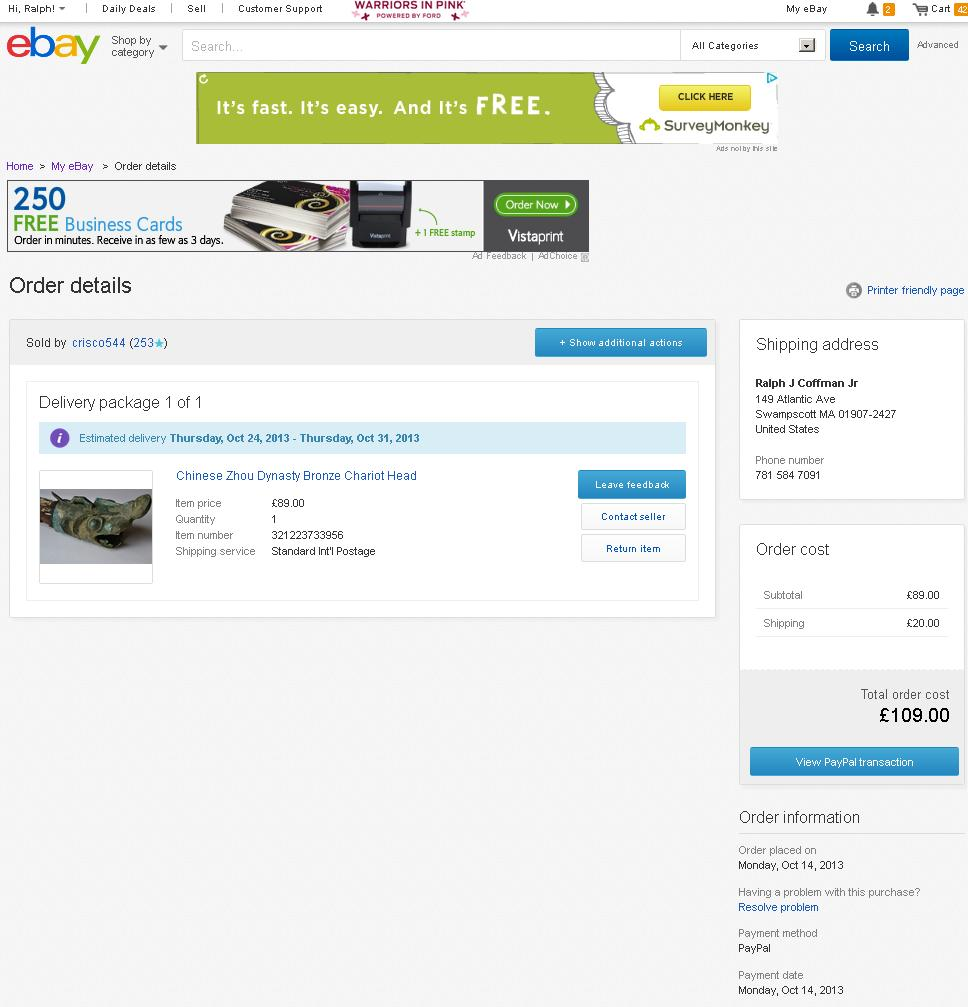 Hi, Ralph!
Daily Deals
Sell
Customer Support
WARRIORS IN PINK
POWERED BY FORD
My eBay
2
Cart 42
ebay
Shop by
category
Search...
All Categories
Search
Advanced
It's fast. It's easy. And it's FREE.
CLICK HERE
SurveyMonkey
Ads not by this site
Home > My eBay > Order details
250
FREE Business Cards
Order in minutes. Receive in as few as 3 days.
Vistaprint
+ 1 FREE stamp
Order Now
Vistaprint
Ad Feedback | AdChoice
Order details
Printer friendly page
Sold by crisco544 (253★)
+ Show additional actions
Delivery package 1 of 1
i Estimated delivery Thursday, Oct 24, 2013 - Thursday, Oct 31, 2013
Chinese Zhou Dynasty Bronze Chariot Head
Item price £89.00
Quantity 1
Item number 321223733956
Shipping service Standard Int'l Postage
Leave feedback
Contact seller
Return item
Shipping address
Ralph J Coffman Jr
149 Atlantic Ave
Swampscott MA 01907-2427
United States
Phone number
781 584 7091
Order cost
Subtotal £89.00
Shipping £20.00
Total order cost
£109.00
View PayPal transaction
Order information
Order placed on
Monday, Oct 14, 2013
Having a problem with this purchase?
Resolve problem
Payment method
PayPal
Payment date
Monday, Oct 14, 2013